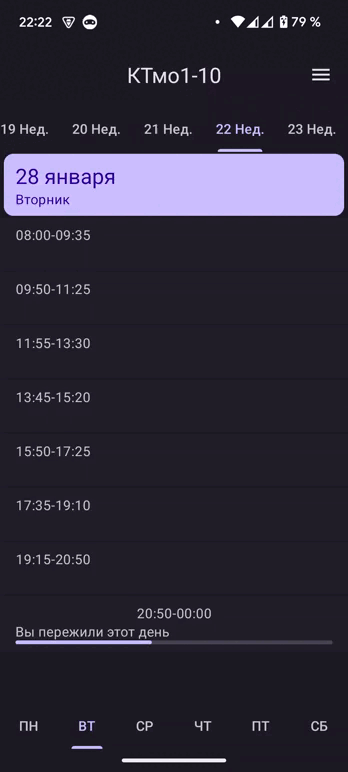 22:22
79 %
КТмо1-10
19 Нед. 20 Нед. 21 Нед. 22 Нед. 23 Нед.
28 января
Вторник
08:00-09:35
09:50-11:25
11:55-13:30
13:45-15:20
15:50-17:25
17:35-19:10
19:15-20:50
20:50-00:00
Вы пережили этот день
ПН ВТ СР ЧТ ПТ СБ